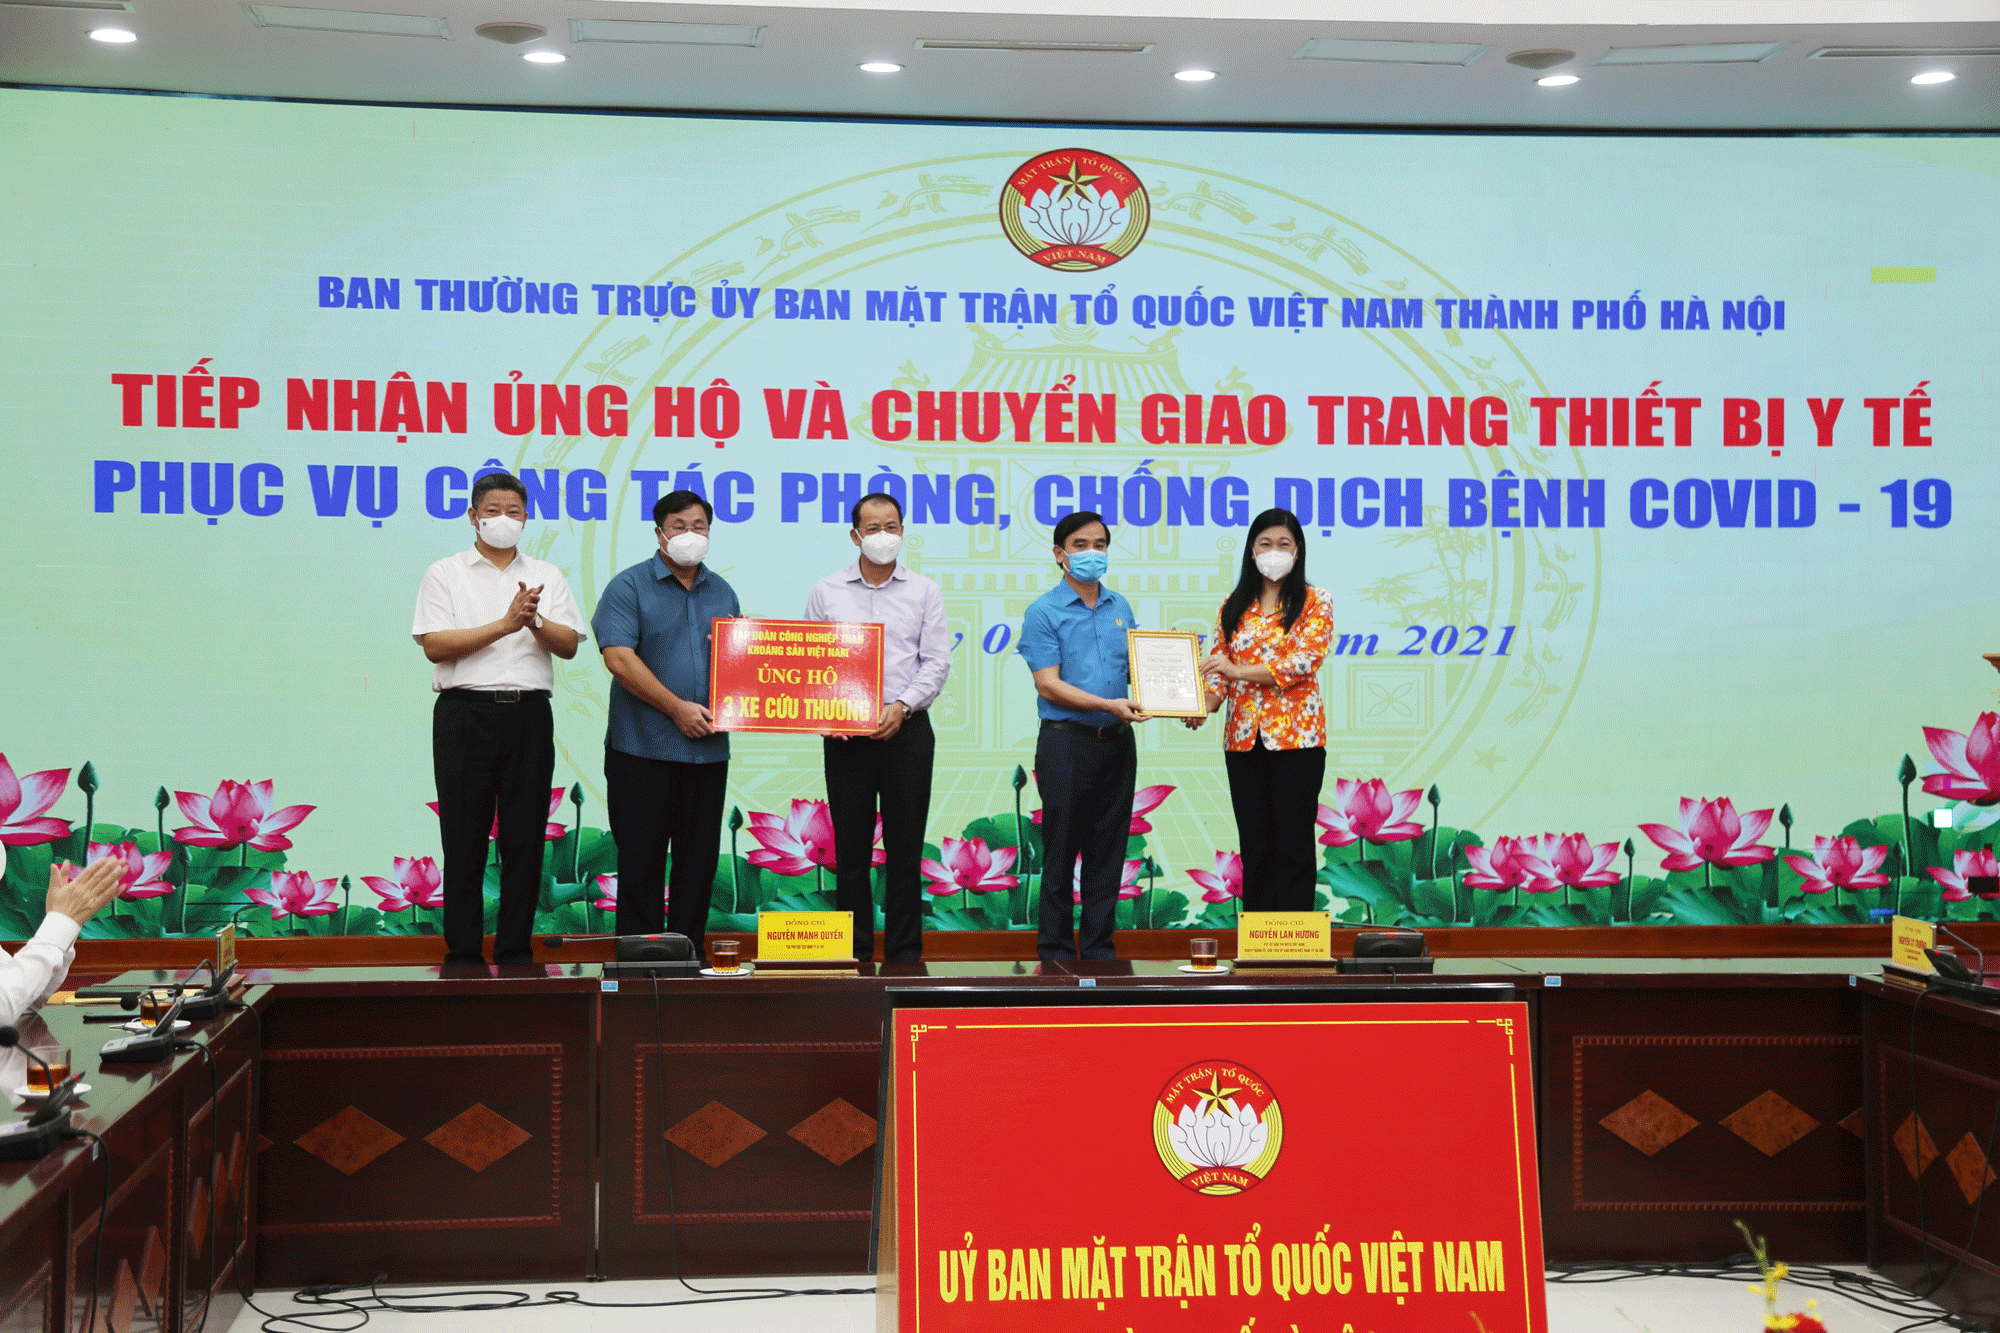 MẶT TRẬN TỔ QUỐC
VIỆT NAM
BAN THƯỜNG TRỰC ỦY BAN MẶT TRẬN TỔ QUỐC VIỆT NAM THÀNH PHỐ HÀ NỘI
TIẾP NHẬN ỦNG HỘ VÀ CHUYỂN GIAO TRANG THIẾT BỊ Y TẾ
PHỤC VỤ CÔNG TÁC PHÒNG, CHỐNG DỊCH BỆNH COVID - 19
2021
TẬP ĐOÀN CÔNG NGHIỆP THAN
KHOÁNG SẢN VIỆT NAM
ỦNG HỘ
3 XE CỨU THƯƠNG
ĐỒNG CHÍ
NGUYỄN MẠNH QUYỀN
ĐỒNG CHÍ
NGUYỄN LAN HƯƠNG
MẶT TRẬN TỔ QUỐC
VIỆT NAM
UỶ BAN MẶT TRẬN TỔ QUỐC VIỆT NAM